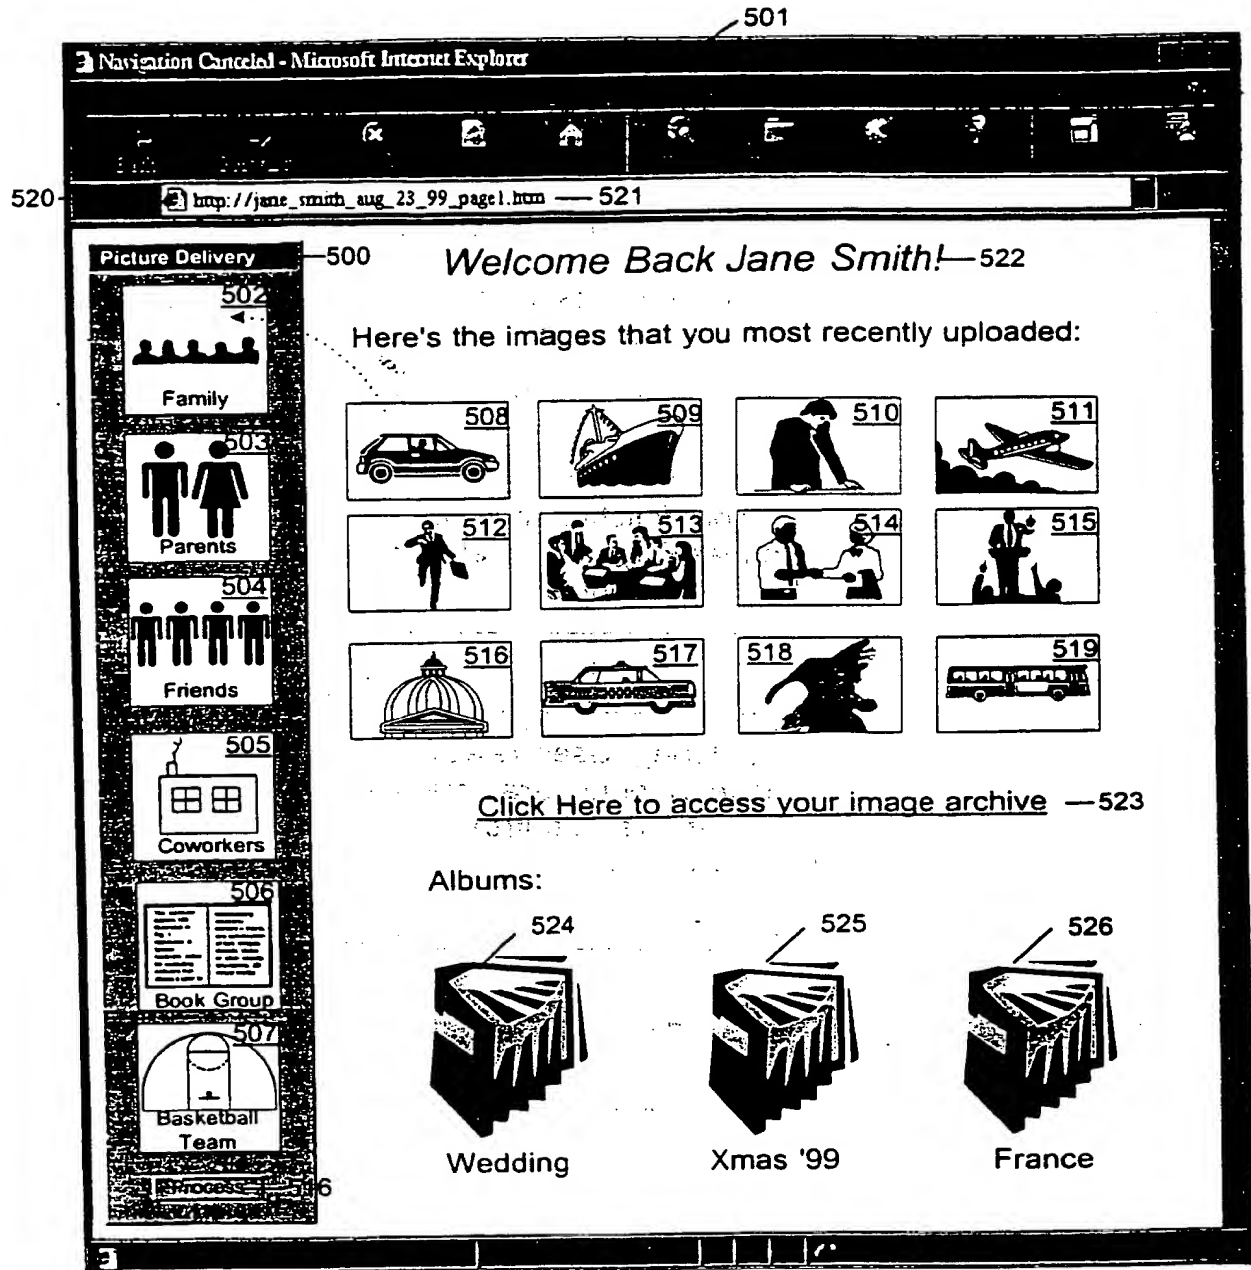 501
Navigation Canceled - Microsoft Internet Explorer
520
http://jane_smith_aug_23_99_page1.htm
521
Picture Delivery
500
Welcome Back Jane Smith!
522
502
Family
Here's the images that you most recently uploaded:
508
509
510
511
503
Parents
512
513
514
515
504
Friends
516
517
518
519
505
Coworkers
Click Here to access your image archive
523
506
Book Group
Albums:
524
525
526
507
Basketball
Team
Wedding
Xmas '99
France
Process